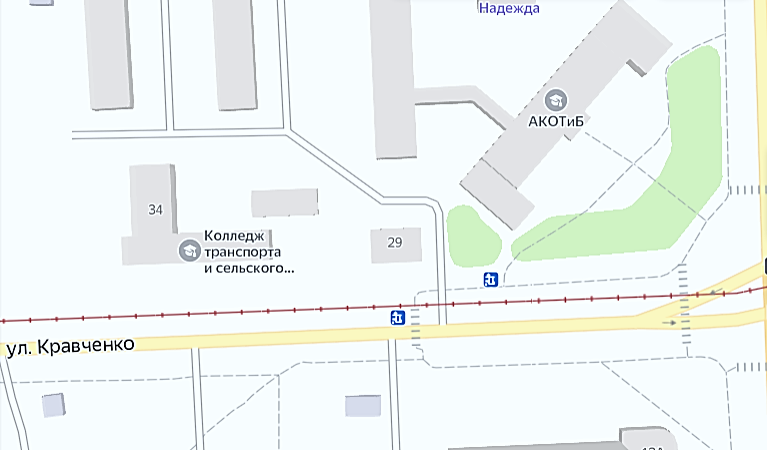 Надежда
АКОТиБ
34
Колледж
транспорта
и сельского...
29
ул. Кравченко